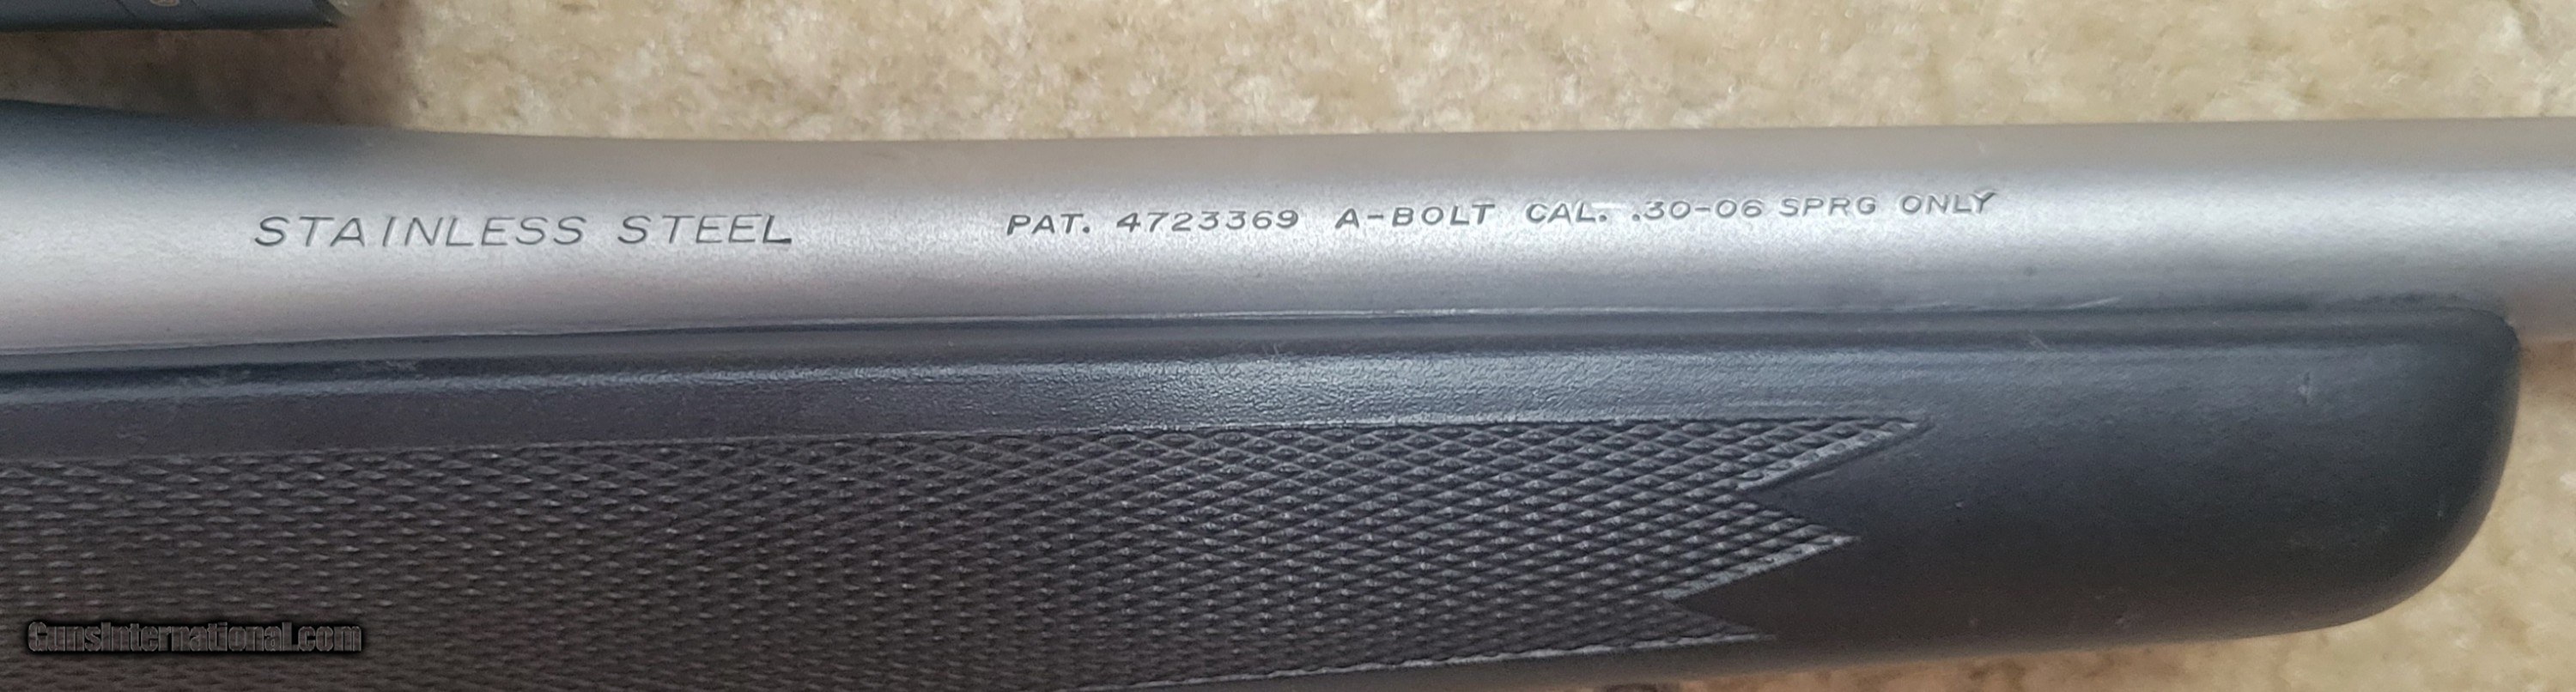 STAINLESS STEEL PAT. 4723369 A-BOLT CAL. .30-06 SPRG ONLY
GunsInternational.com